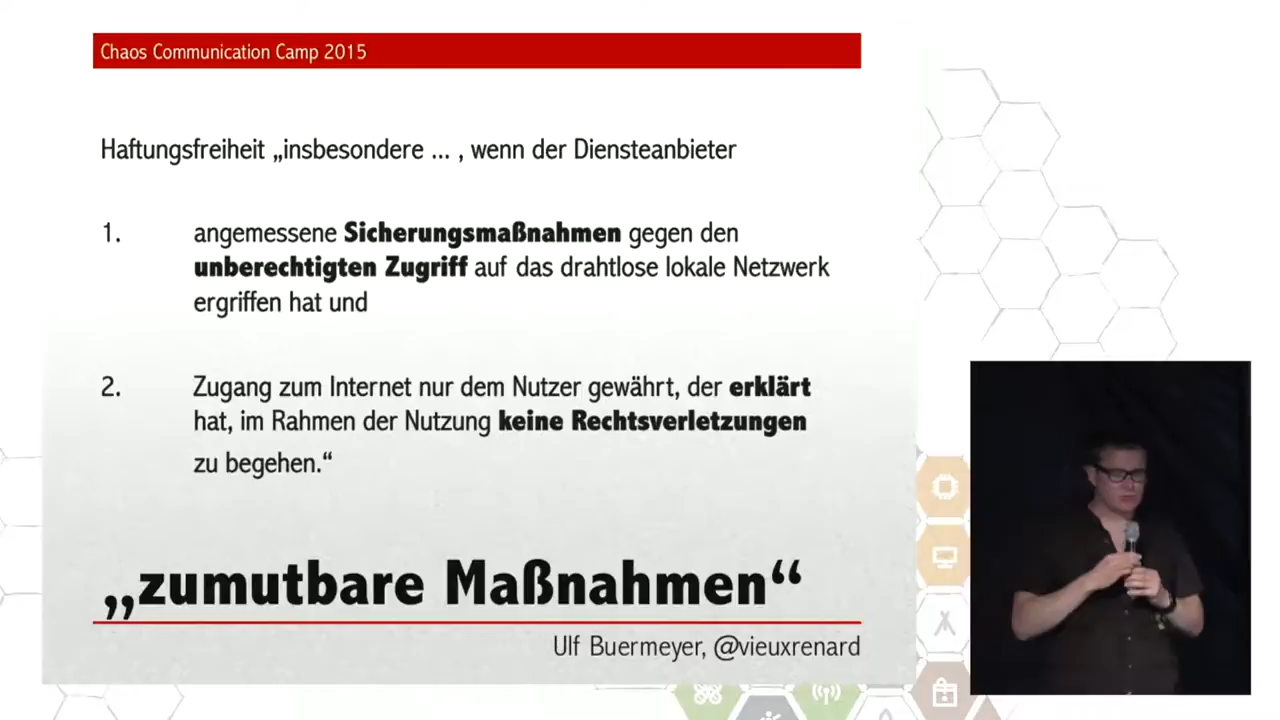 Chaos Communication Camp 2015
Haftungsfreiheit „insbesondere ... , wenn der Diensteanbieter
1. angemessene Sicherungsmaßnahmen gegen den
unberechtigten Zugriff auf das drahtlose lokale Netzwerk
ergriffen hat und
2. Zugang zum Internet nur dem Nutzer gewährt, der erklärt
hat, im Rahmen der Nutzung keine Rechtsverletzungen
zu begehen.“
„zumutbare Maßnahmen“
Ulf Buermeyer, @vieuxrenard